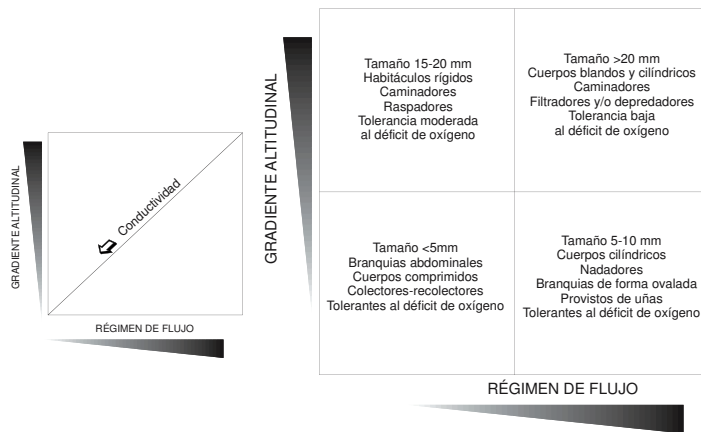 GRADIENTE ALTITUDINAL
Conductividad
RÉGIMEN DE FLUJO
GRADIENTE ALTITUDINAL
Tamaño 15-20 mm
Habitáculos rígidos
Caminadores
Raspadores
Tolerancia moderada
al déficit de oxígeno
Tamaño >20 mm
Cuerpos blandos y cilíndricos
Caminadores
Filtradores y/o depredadores
Tolerancia baja
al déficit de oxígeno
Tamaño <5mm
Branquias abdominales
Cuerpos comprimidos
Colectores-recolectores
Tolerantes al déficit de oxígeno
Tamaño 5-10 mm
Cuerpos cilíndricos
Nadadores
Branquias de forma ovalada
Provistos de uñas
Tolerantes al déficit de oxígeno
RÉGIMEN DE FLUJO